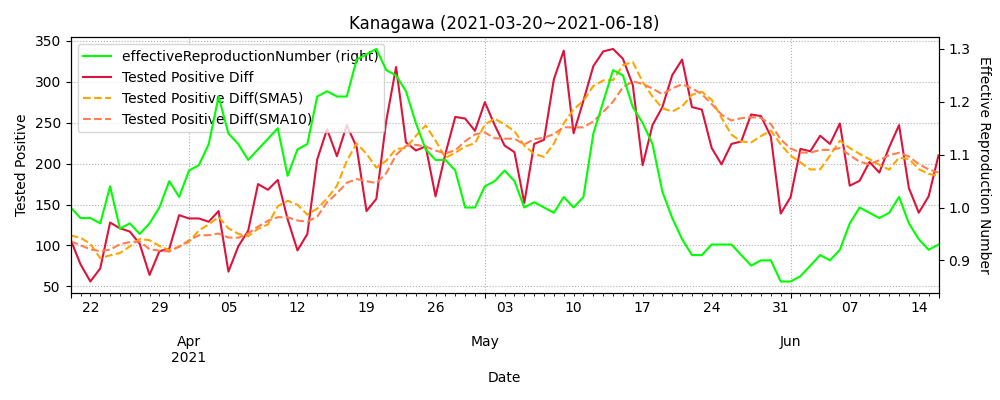 Kanagawa (2021-03-20~2021-06-18)
effectiveReproductionNumber (right)
Tested Positive Diff
Tested Positive Diff(SMA5)
Tested Positive Diff(SMA10)
Tested Positive
350
300
250
200
150
100
50
1.3
1.2
1.1
1.0
0.9
Effective Reproduction Number
22 29 05 12 19 26 03 10 17 24 31 07 14
Apr May Jun
2021
Date